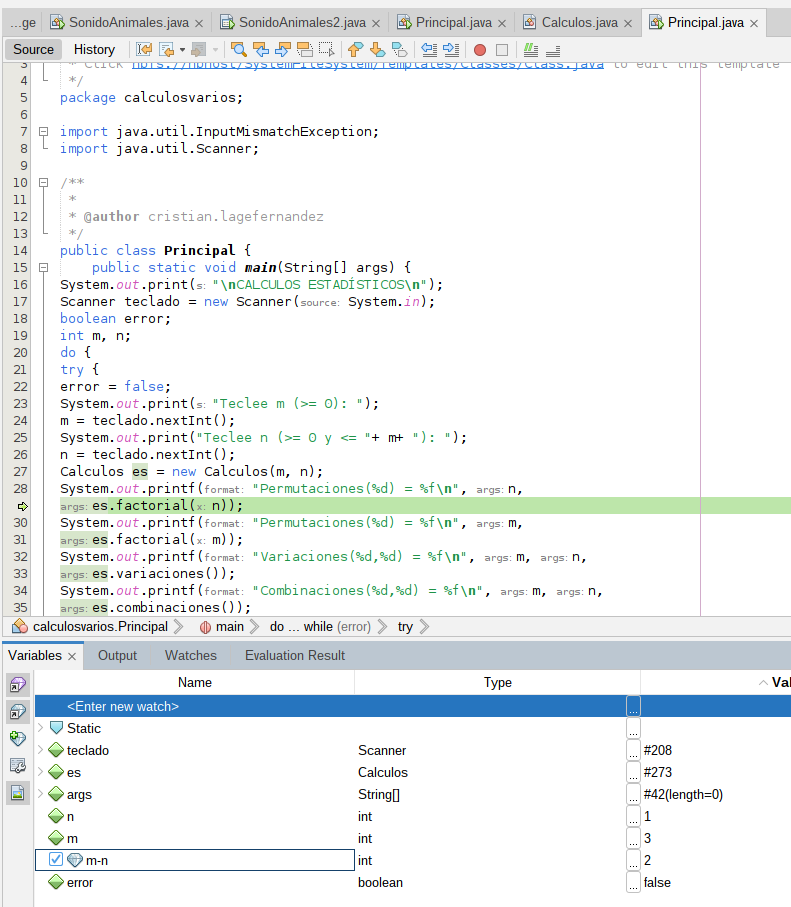 ...ge SonidoAnimales.java × SonidoAnimales2.java × Principal.java × Calculos.java × Principal.java ×
Source History
3 * Click nbfs://nbhost/SystemFileSystem/Templates/Classes/Class.java to edit this template
4 */
5 package calculosvarios;
6
7 import java.util.InputMismatchException;
8 import java.util.Scanner;
9
10 /**
11 *
12 * @author cristian.lagefernandez
13 */
14 public class Principal {
15 public static void main(String[] args) {
16 System.out.print(s: "\nCALCULOS ESTADÍSTICOS\n");
17 Scanner teclado = new Scanner(source: System.in);
18 boolean error;
19 int m, n;
20 do {
21 try {
22 error = false;
23 System.out.print(s: "Teclee m (>= 0): ");
24 m = teclado.nextInt();
25 System.out.print("Teclee n (>= 0 y <= "+ m+ "): ");
26 n = teclado.nextInt();
27 Calculos es = new Calculos(m, n);
28 System.out.printf(format: "Permutaciones(%d) = %f\n", args: n,
args: es.factorial(x: n));
30 System.out.printf(format: "Permutaciones(%d) = %f\n", args: m,
31 args: es.factorial(x: m));
32 System.out.printf(format: "Variaciones(%d,%d) = %f\n", args: m, args: n,
33 args: es.variaciones());
34 System.out.printf(format: "Combinaciones(%d,%d) = %f\n", args: m, args: n,
35 args: es.combinaciones());
calculosvarios.Principal main do ... while (error) try
Variables × Output Watches Evaluation Result
Name Type Val
<Enter new watch> ...
Static ...
teclado Scanner ... #208
es Calculos ... #273
args String[] ... #42(length=0)
n int ... 1
m int ... 3
m-n int ... 2
error boolean ... false